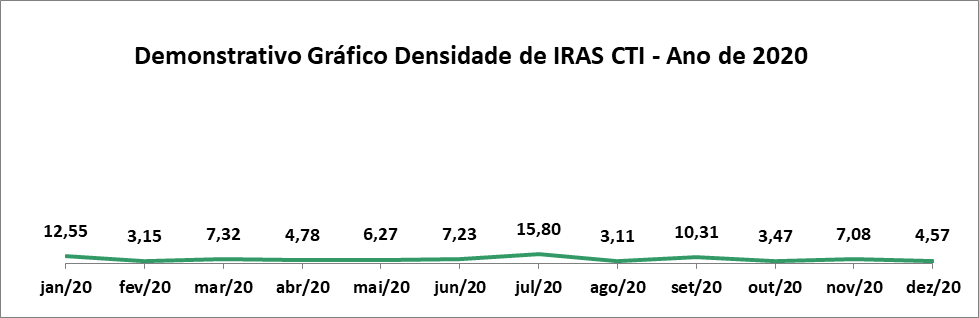 Demonstrativo Gráfico Densidade de IRAS CTI - Ano de 2020
12,55 3,15 7,32 4,78 6,27 7,23 15,80 3,11 10,31 3,47 7,08 4,57
jan/20 fev/20 mar/20 abr/20 mai/20 jun/20 jul/20 ago/20 set/20 out/20 nov/20 dez/20